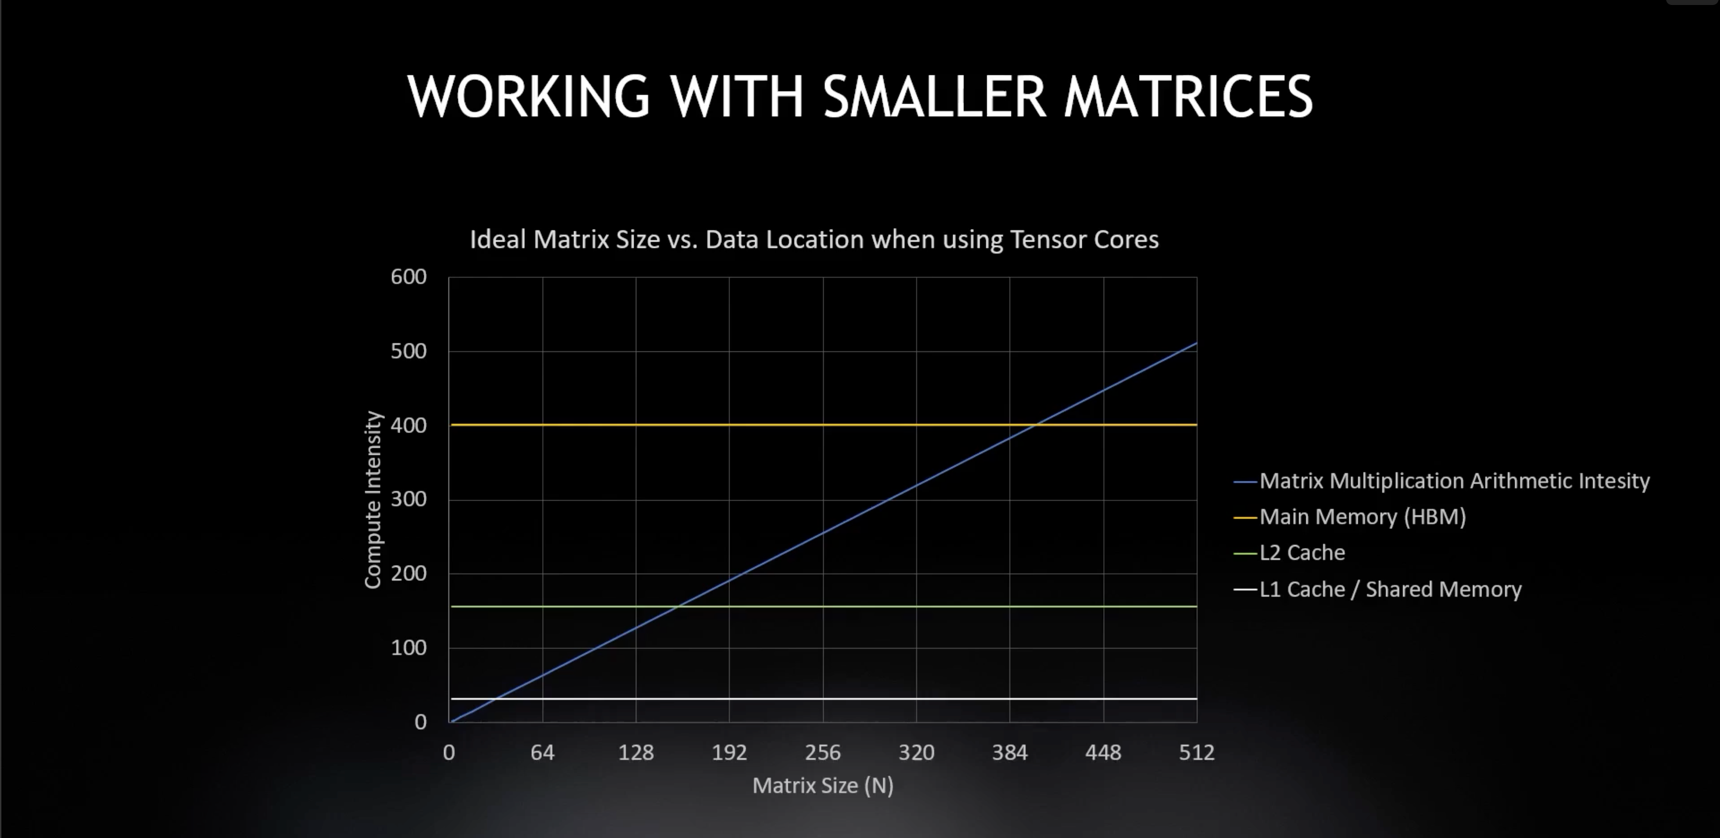 WORKING WITH SMALLER MATRICES
Ideal Matrix Size vs. Data Location when using Tensor Cores
600
500
400
300
200
100
0
Compute Intensity
0 64 128 192 256 320 384 448 512
Matrix Size (N)
Matrix Multiplication Arithmetic Intesity
Main Memory (HBM)
L2 Cache
L1 Cache / Shared Memory